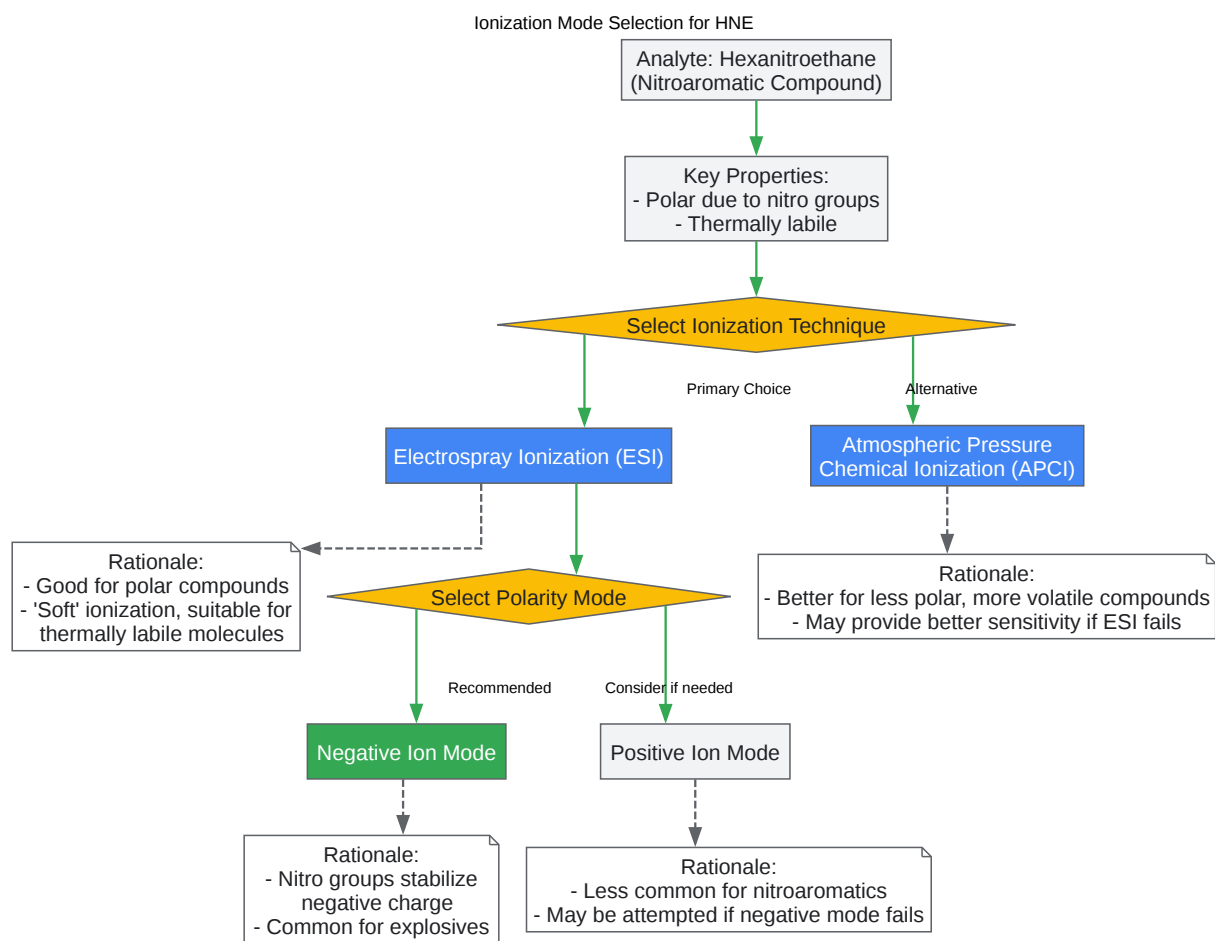 Ionization Mode Selection for HNE
Analyte: Hexanitroethane
(Nitroaromatic Compound)
Key Properties:
- Polar due to nitro groups
- Thermally labile
Select Ionization Technique
Primary Choice
Alternative
Electrospray Ionization (ESI)
Atmospheric Pressure
Chemical Ionization (APCI)
Rationale:
- Good for polar compounds
- 'Soft' ionization, suitable for
thermally labile molecules
Rationale:
- Better for less polar, more volatile compounds
- May provide better sensitivity if ESI fails
Select Polarity Mode
Recommended
Consider if needed
Negative Ion Mode
Positive Ion Mode
Rationale:
- Nitro groups stabilize
negative charge
- Common for explosives
Rationale:
- Less common for nitroaromatics
- May be attempted if negative mode fails